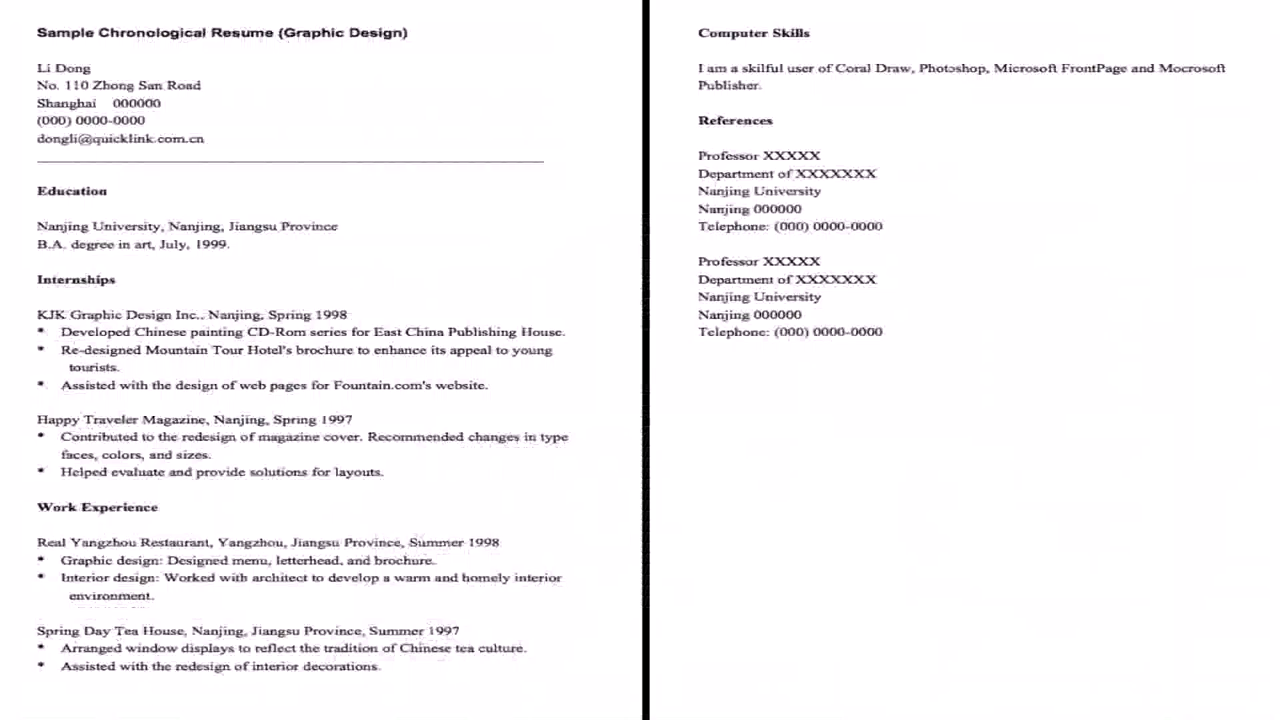 Sample Chronological Resume (Graphic Design)
Li Dong
No. 110 Zhong San Road
Shanghai 000000
(000) 0000-0000
dongli@quicklink.com.cn
Education
Nanjing University, Nanjing, Jiangsu Province
B.A. degree in art, July, 1999.
Internships
KJK Graphic Design Inc., Nanjing, Spring 1998
* Developed Chinese painting CD-Rom series for East China Publishing House.
* Re-designed Mountain Tour Hotel's brochure to enhance its appeal to young
tourists.
* Assisted with the design of web pages for Fountain.com's website.
Happy Traveler Magazine, Nanjing, Spring 1997
* Contributed to the redesign of magazine cover. Recommended changes in type
faces, colors, and sizes.
* Helped evaluate and provide solutions for layouts.
Work Experience
Real Yangzhou Restaurant, Yangzhou, Jiangsu Province, Summer 1998
* Graphic design: Designed menu, letterhead, and brochure.
* Interior design: Worked with architect to develop a warm and homely interior
environment.
Spring Day Tea House, Nanjing, Jiangsu Province, Summer 1997
* Arranged window displays to reflect the tradition of Chinese tea culture.
* Assisted with the redesign of interior decorations.
Computer Skills
I am a skilful user of Coral Draw, Photoshop, Microsoft FrontPage and Mocrosoft
Publisher.
References
Professor XXXXX
Department of XXXXXXX
Nanjing University
Nanjing 000000
Telephone: (000) 0000-0000
Professor XXXXX
Department of XXXXXXX
Nanjing University
Nanjing 000000
Telephone: (000) 0000-0000